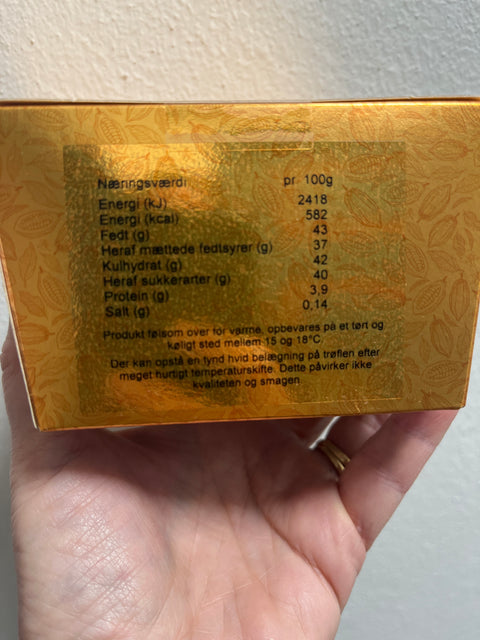 Næringsværdi pr. 100g
Energi (kJ) 2418
Energi (kcal) 582
Fedt (g) 43
Heraf mættede fedtsyrer (g) 37
Kulhydrat (g) 42
Heraf sukkerarter (g) 40
Protein (g) 3,9
Salt (g) 0,14
Produkt følsom over for varme, opbevares på et tørt og
køligt sted mellem 15 og 18°C
Der kan opstå en tynd hvid belægning på trøflen efter
meget hurtigt temperaturskifte. Dette påvirker ikke
kvaliteten og smagen